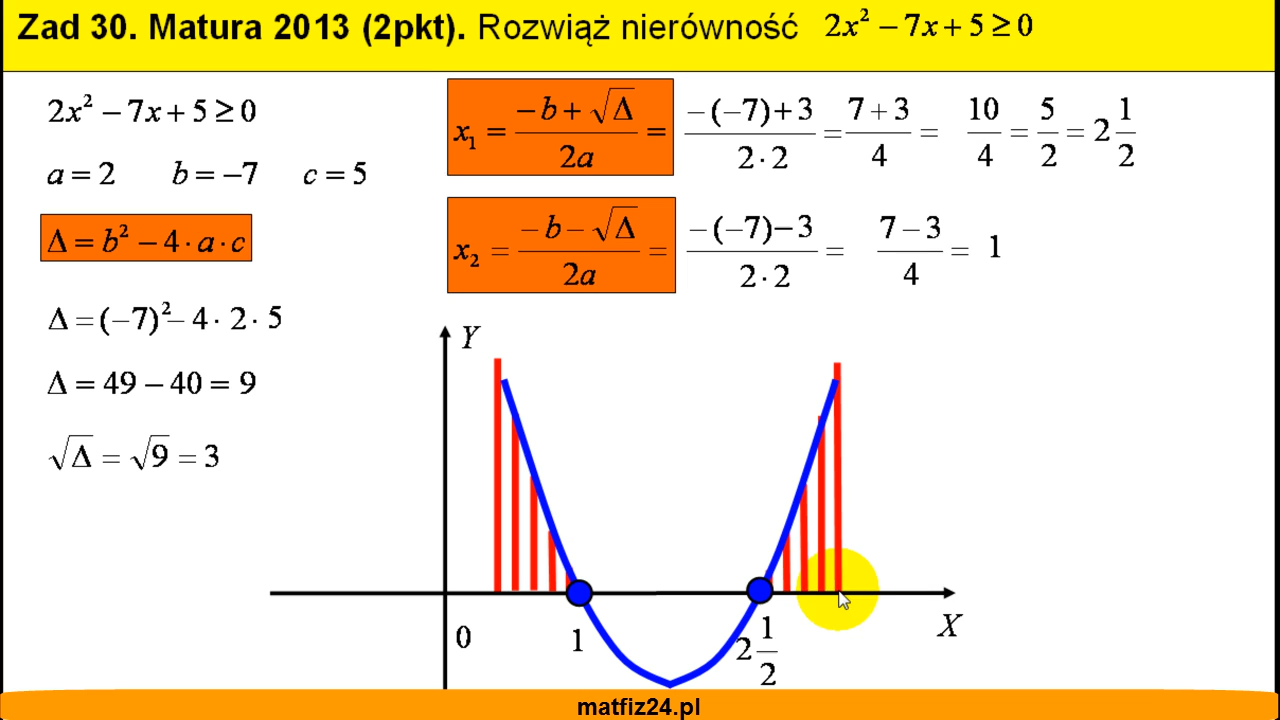 Zad 30. Matura 2013 (2pkt). Rozwiąż nierówność 2x² − 7x + 5 ≥ 0
2x² − 7x + 5 ≥ 0
a = 2 b = −7 c = 5
Δ = b² − 4 · a · c
Δ = (−7)² − 4 · 2 · 5
Δ = 49 − 40 = 9
√Δ = √9 = 3
x₁ = (−b + √Δ)/(2a) = (−(−7)+3)/(2·2) = (7+3)/4 = 10/4 = 5/2 = 2 1/2
x₂ = (−b − √Δ)/(2a) = (−(−7)−3)/(2·2) = (7−3)/4 = 1
Y
X
0 1 2 1/2
matfiz24.pl